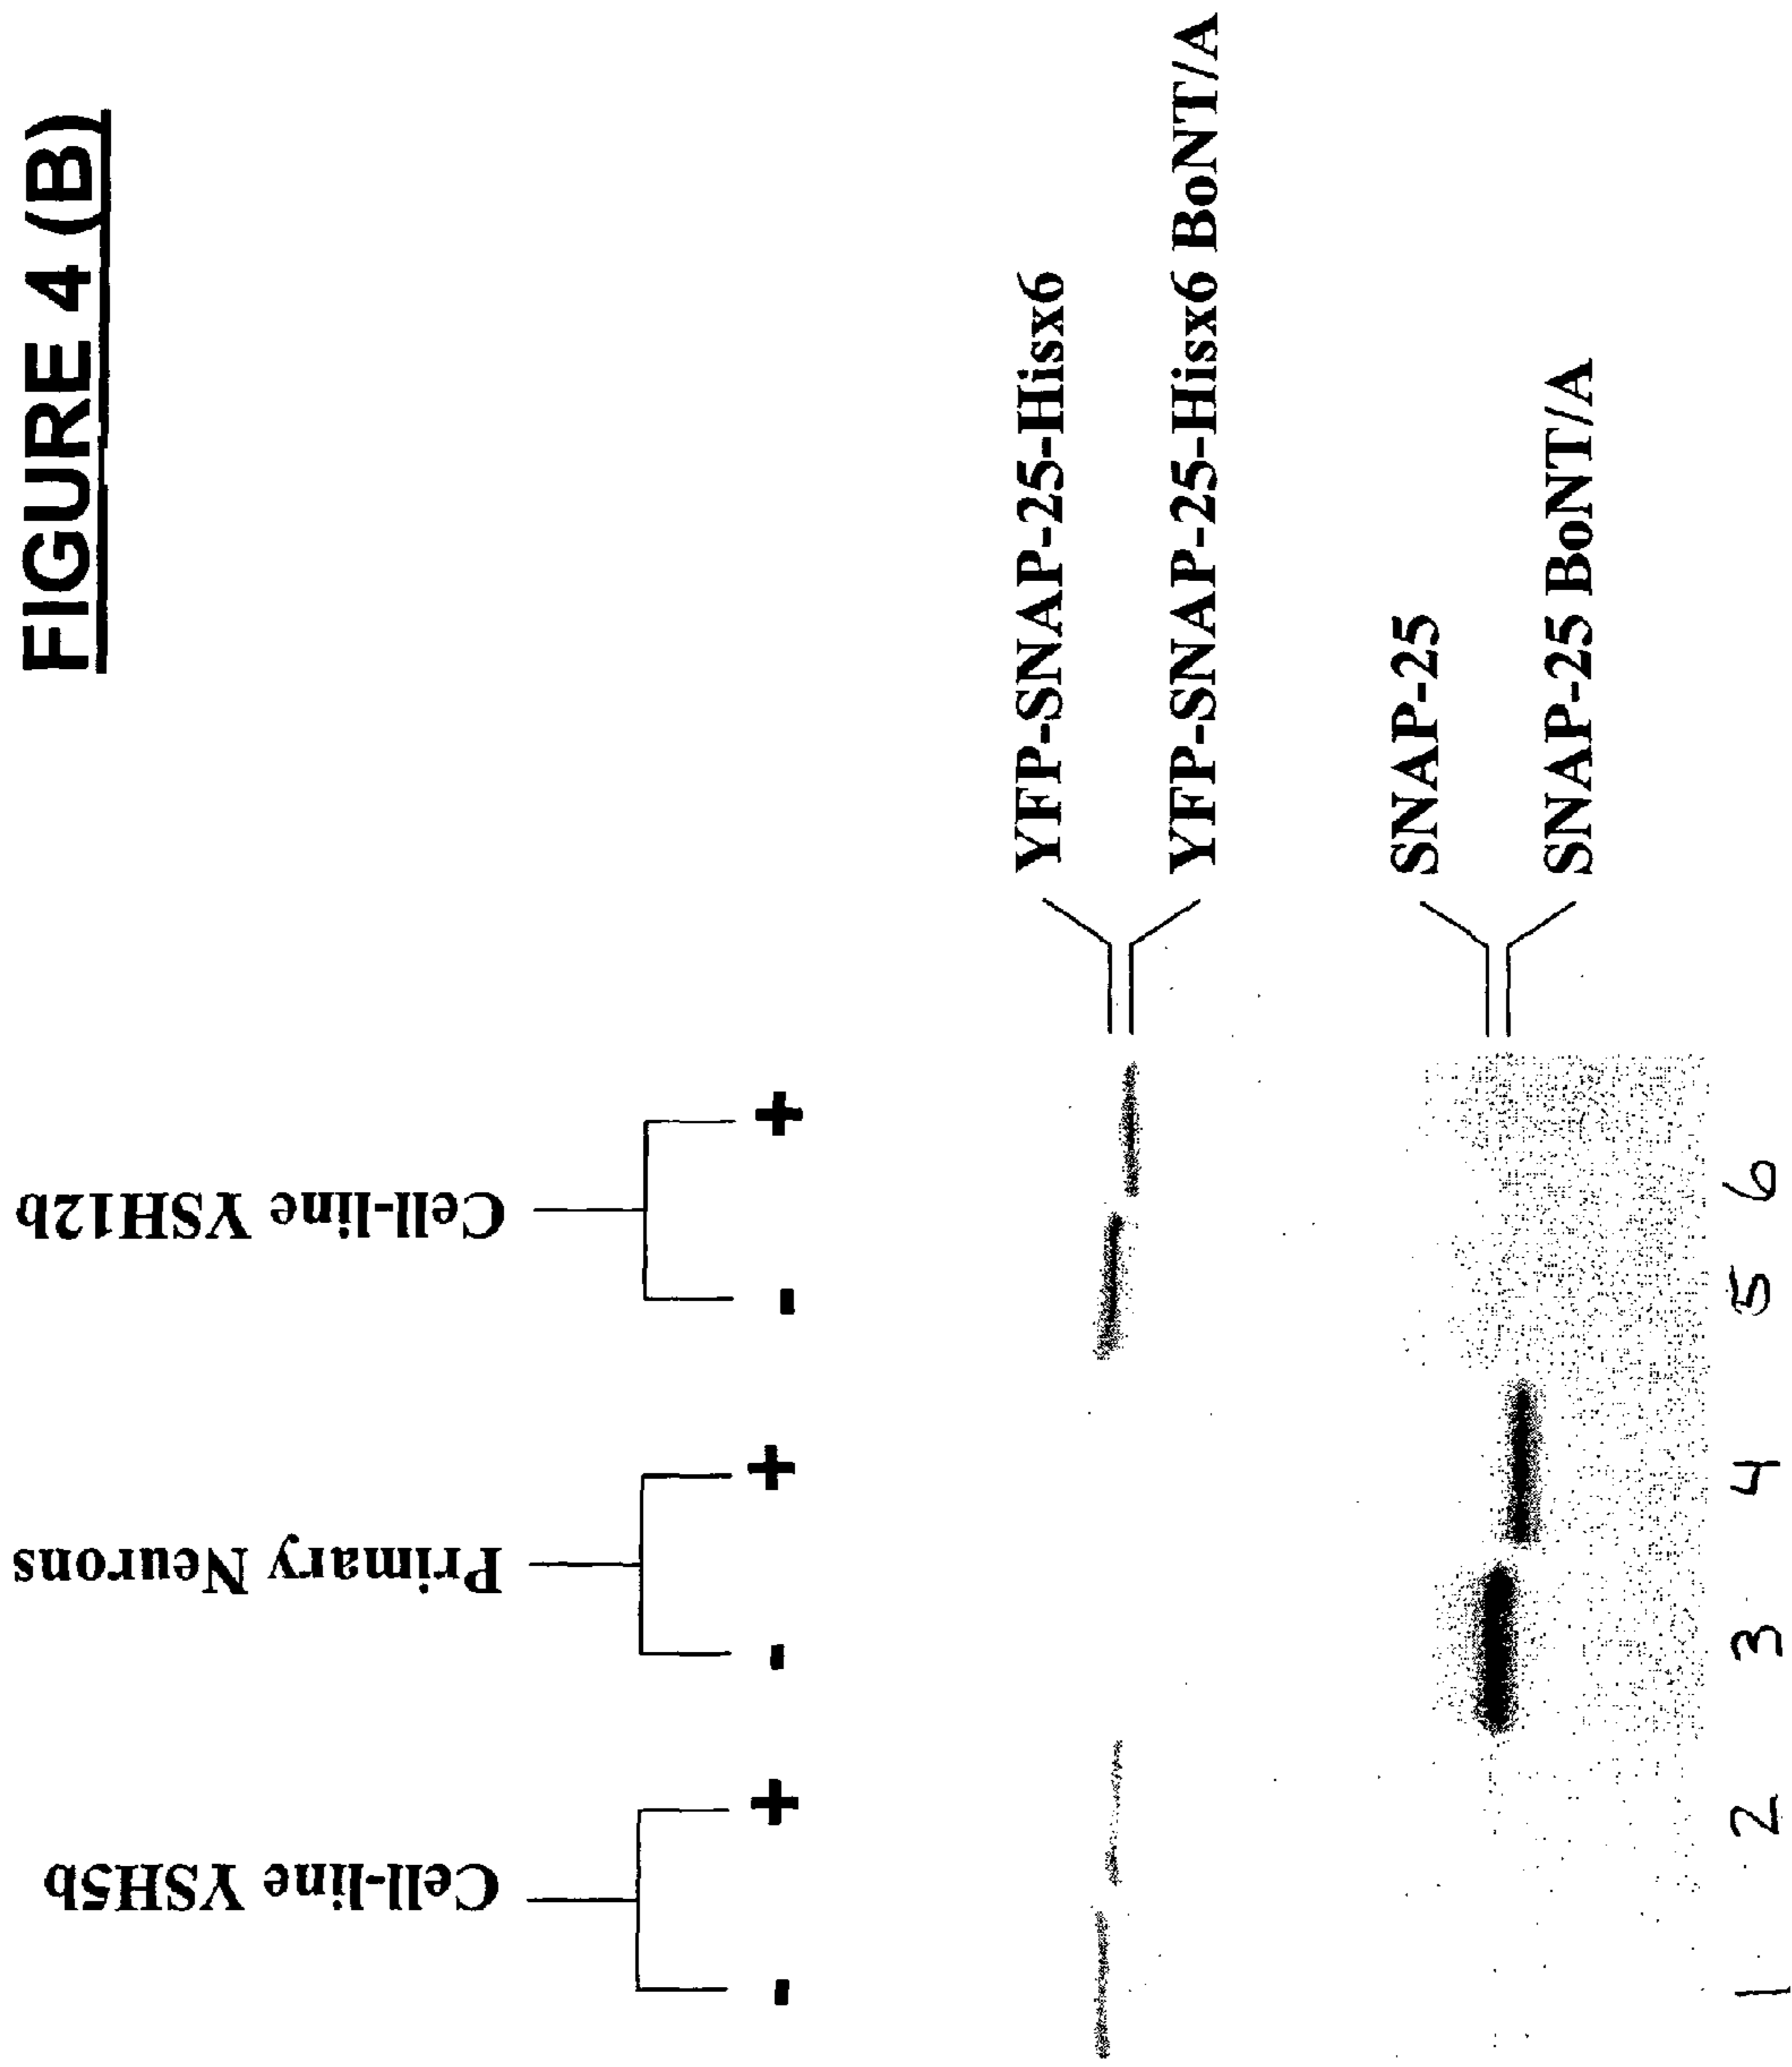 FIGURE 4 (B)
Cell-line YSH5b
Primary Neurons
Cell-line YSH12b
- + - + - +
YFP-SNAP-25-Hisx6
YFP-SNAP-25-Hisx6 BoNT/A
SNAP-25
SNAP-25 BoNT/A
1 2 3 4 5 6